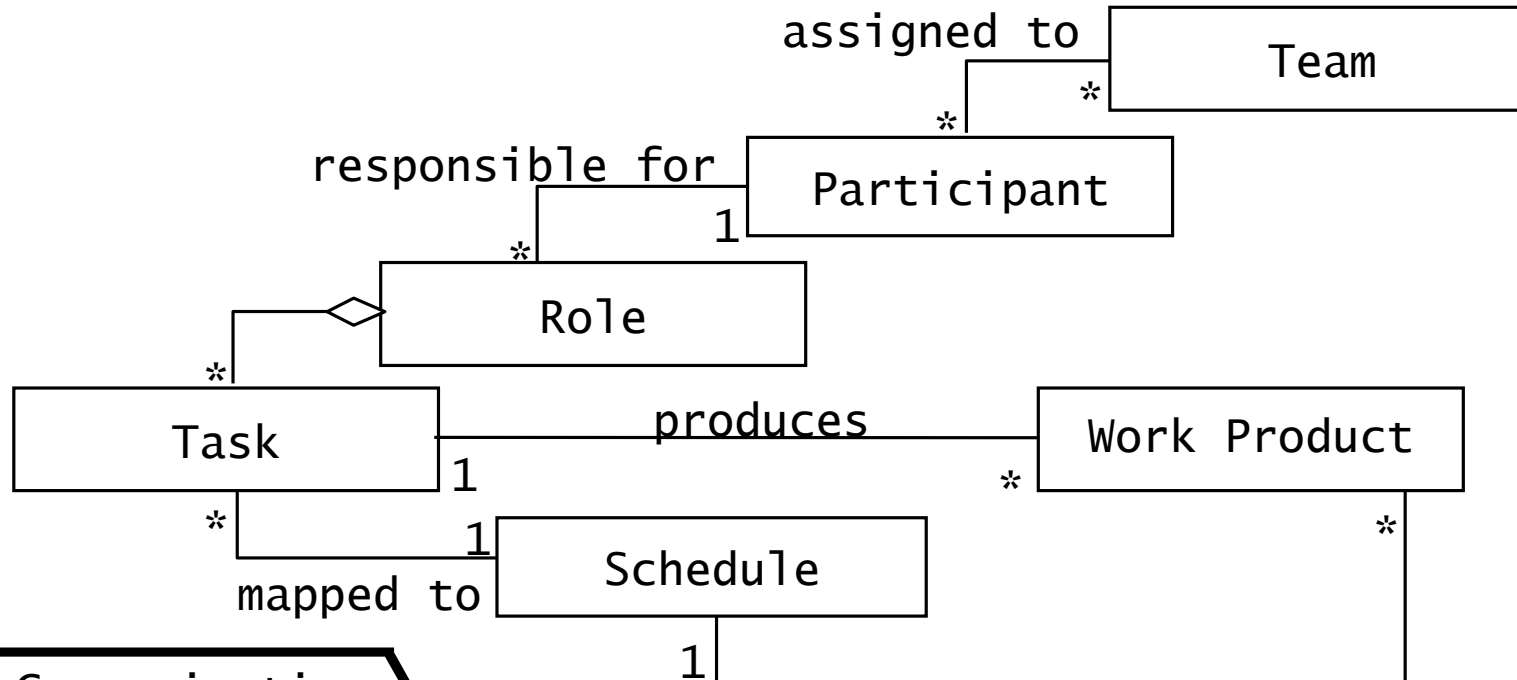 assigned to
Team
*
*
responsible for
Participant
1
*
Role
*
produces
Task
Work Product
1
*
*
*
1
Schedule
mapped to
1